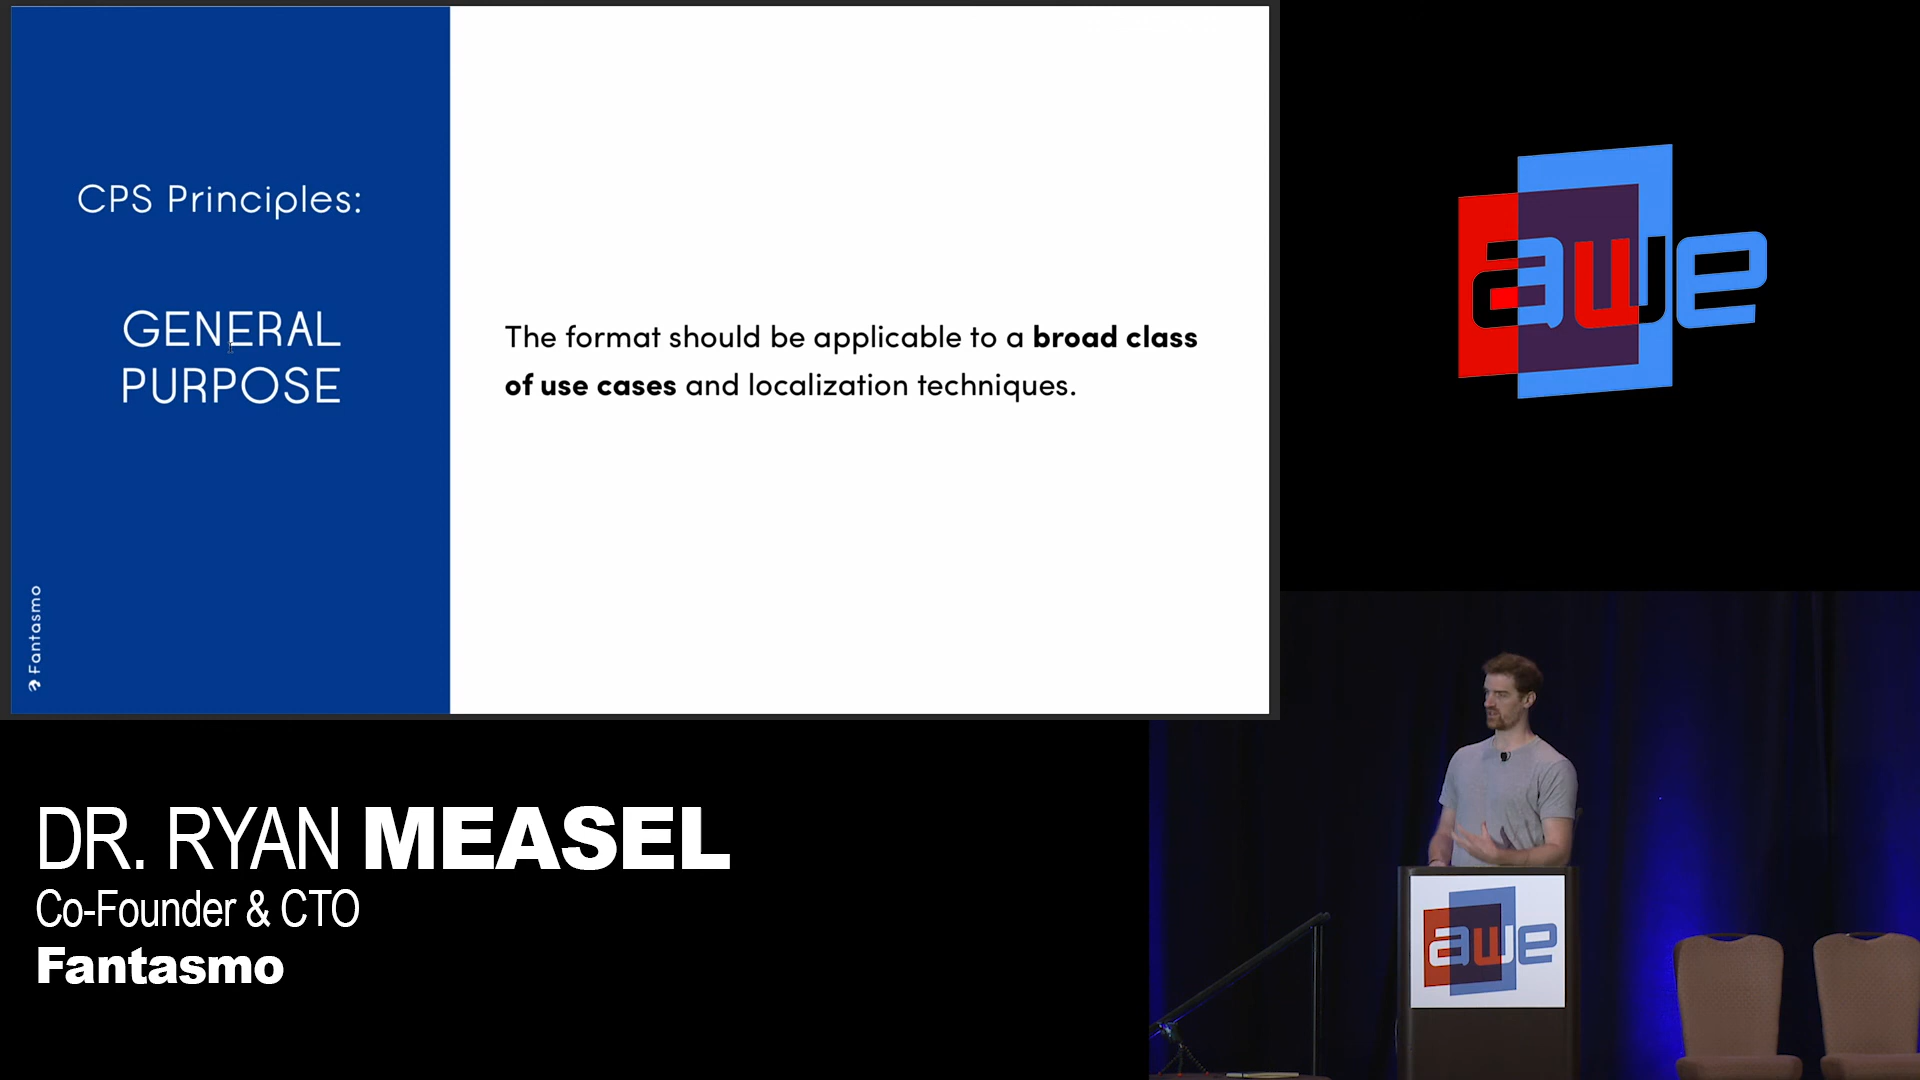 CPS Principles:
GENERAL
PURPOSE
The format should be applicable to a broad class
of use cases and localization techniques.
Fantasmo
awe
DR. RYAN MEASEL
Co-Founder & CTO
Fantasmo
awe